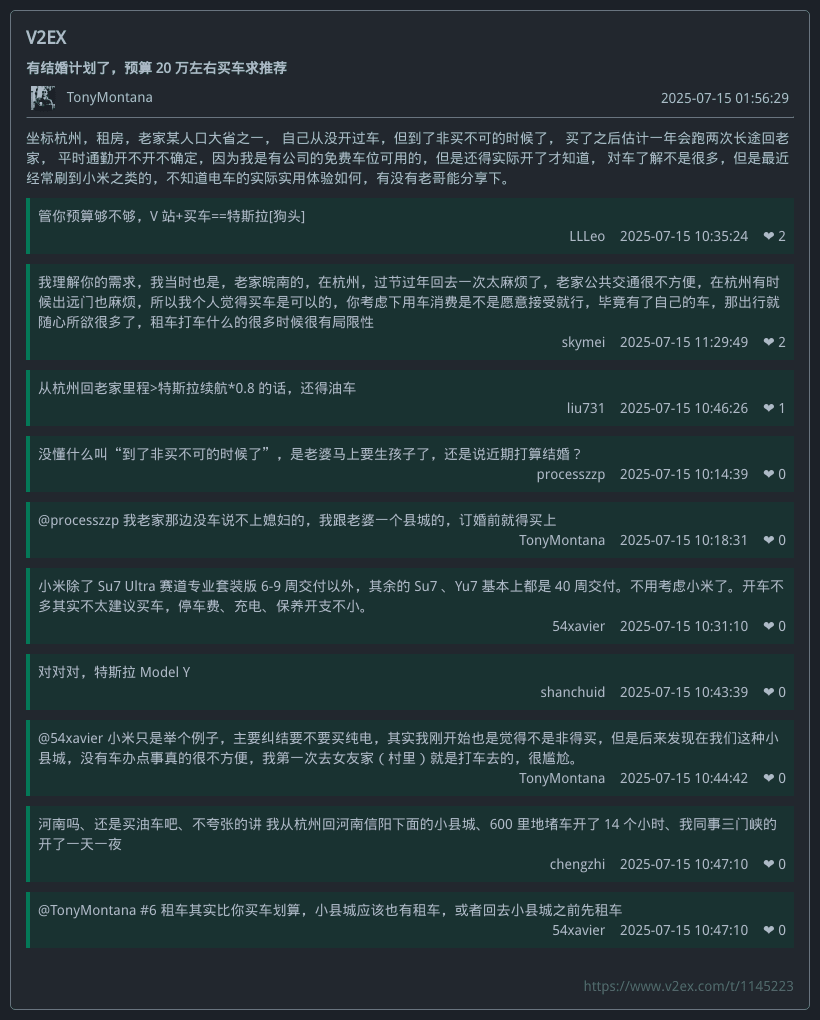 V2EX
有结婚计划了，预算 20 万左右买车求推荐
TonyMontana
2025-07-15 01:56:29
坐标杭州，租房，老家某人口大省之一， 自己从没开过车，但到了非买不可的时候了， 买了之后估计一年会跑两次长途回老
家， 平时通勤开不开不确定，因为我是有公司的免费车位可用的，但是还得实际开了才知道， 对车了解不是很多，但是最近
经常刷到小米之类的，不知道电车的实际实用体验如何，有没有老哥能分享下。
管你预算够不够，V 站+买车==特斯拉[狗头]
LLLeo 2025-07-15 10:35:24 ❤ 2
我理解你的需求，我当时也是，老家皖南的，在杭州，过节过年回去一次太麻烦了，老家公共交通很不方便，在杭州有时
候出远门也麻烦，所以我个人觉得买车是可以的，你考虑下用车消费是不是愿意接受就行，毕竟有了自己的车，那出行就
随心所欲很多了，租车打车什么的很多时候很有局限性
skymei 2025-07-15 11:29:49 ❤ 2
从杭州回老家里程>特斯拉续航*0.8 的话，还得油车
liu731 2025-07-15 10:46:26 ❤ 1
没懂什么叫“到了非买不可的时候了”，是老婆马上要生孩子了，还是说近期打算结婚？
processzzp 2025-07-15 10:14:39 ❤ 0
@processzzp 我老家那边没车说不上媳妇的，我跟老婆一个县城的，订婚前就得买上
TonyMontana 2025-07-15 10:18:31 ❤ 0
小米除了 Su7 Ultra 赛道专业套装版 6-9 周交付以外，其余的 Su7 、Yu7 基本上都是 40 周交付。不用考虑小米了。开车不
多其实不太建议买车，停车费、充电、保养开支不小。
54xavier 2025-07-15 10:31:10 ❤ 0
对对对，特斯拉 Model Y
shanchuid 2025-07-15 10:43:39 ❤ 0
@54xavier 小米只是举个例子，主要纠结要不要买纯电，其实我刚开始也是觉得不是非得买，但是后来发现在我们这种小
县城，没有车办点事真的很不方便，我第一次去女友家（村里）就是打车去的，很尴尬。
TonyMontana 2025-07-15 10:44:42 ❤ 0
河南吗、还是买油车吧、不夸张的讲 我从杭州回河南信阳下面的小县城、600 里地堵车开了 14 个小时、我同事三门峡的
开了一天一夜
chengzhi 2025-07-15 10:47:10 ❤ 0
@TonyMontana #6 租车其实比你买车划算，小县城应该也有租车，或者回去小县城之前先租车
54xavier 2025-07-15 10:47:10 ❤ 0
https://www.v2ex.com/t/1145223